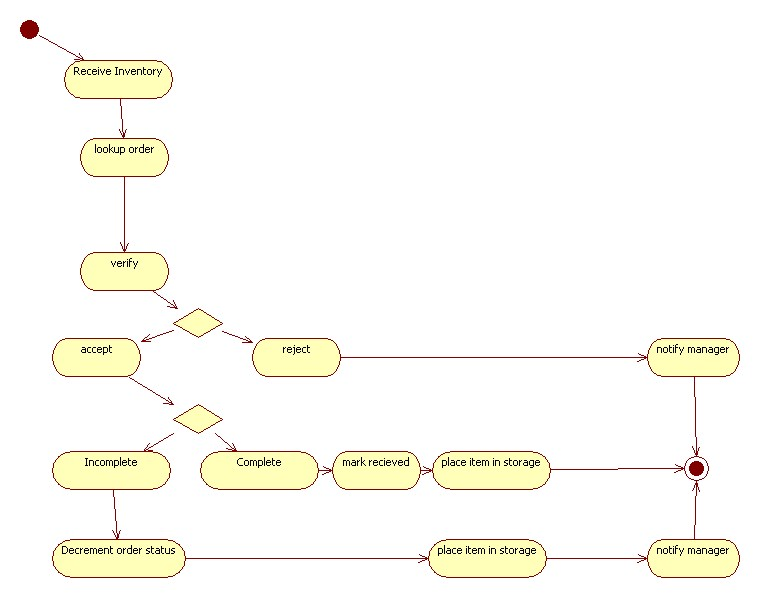 Receive Inventory
lookup order
verify
accept
reject
notify manager
Incomplete
Complete
mark recieved
place item in storage
Decrement order status
place item in storage
notify manager